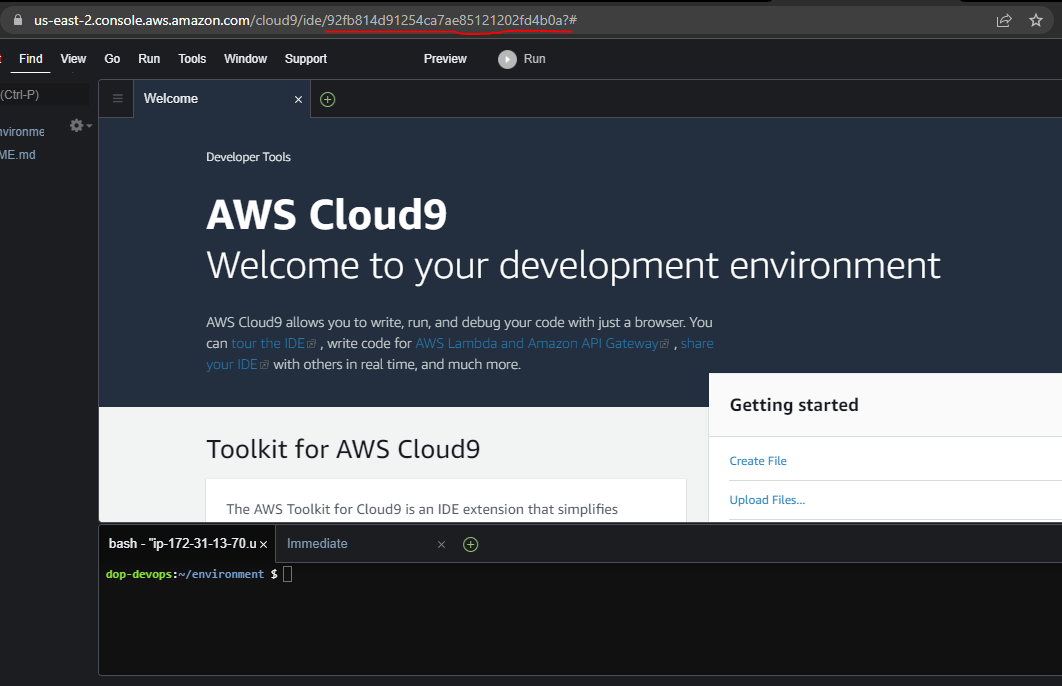 us-east-2.console.aws.amazon.com/cloud9/ide/92fb814d91254ca7ae85121202fd4b0a?#
Find View Go Run Tools Window Support Preview Run
(Ctrl-P)
Welcome
nvironme
ME.md
Developer Tools
AWS Cloud9
Welcome to your development environment
AWS Cloud9 allows you to write, run, and debug your code with just a browser. You
can tour the IDE , write code for AWS Lambda and Amazon API Gateway , share
your IDE with others in real time, and much more.
Getting started
Create File
Upload Files...
Toolkit for AWS Cloud9
The AWS Toolkit for Cloud9 is an IDE extension that simplifies
bash - "ip-172-31-13-70.u Immediate
dop-devops:~/environment $